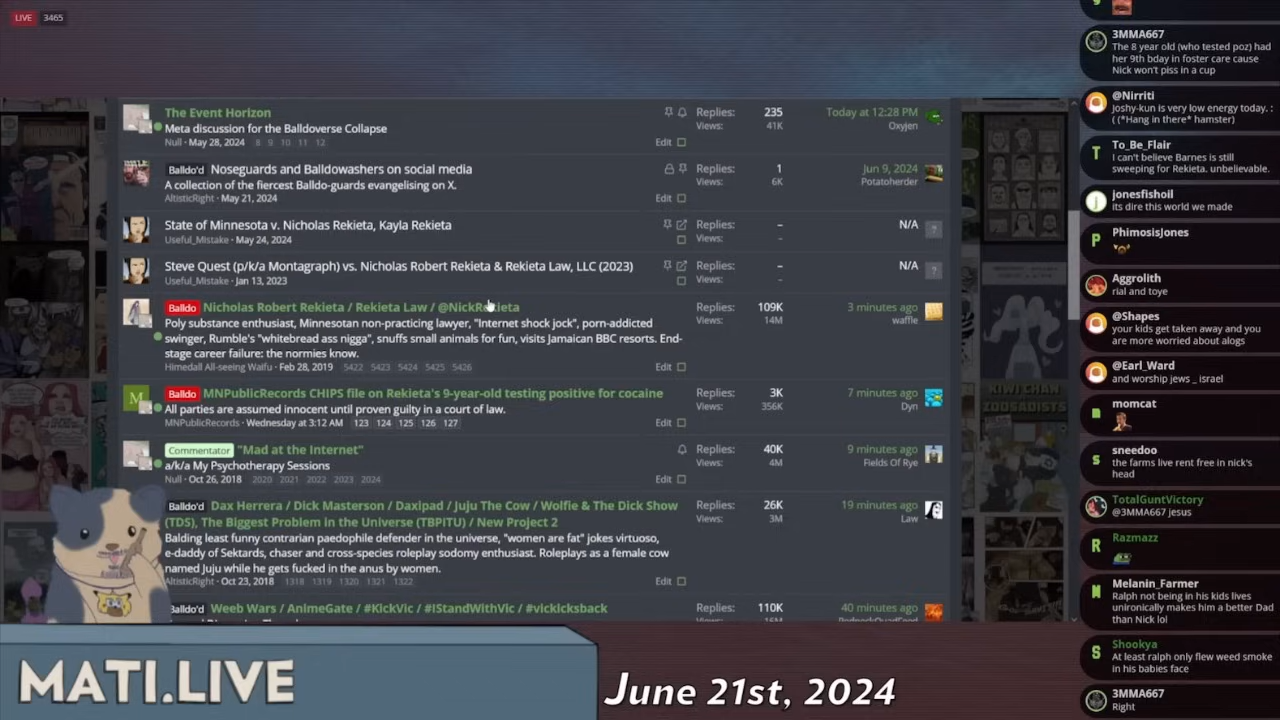 LIVE 3465
The Event Horizon
Meta discussion for the Balldoverse Collapse
Null · May 28, 2024 8 9 10 11 12
Edit
Replies: 235
Views: 41K
Today at 12:28 PM
Oxyjen
Balldo'd Noseguards and Balldowashers on social media
A collection of the fiercest Balldo-guards evangelising on X.
AltisticRight · May 21, 2024
Edit
Replies: 1
Views: 6K
Jun 9, 2024
Potatoherder
State of Minnesota v. Nicholas Rekieta, Kayla Rekieta
Useful_Mistake · May 24, 2024
Replies: –
Views: –
N/A
Steve Quest (p/k/a Montagraph) vs. Nicholas Robert Rekieta & Rekieta Law, LLC (2023)
Useful_Mistake · Jan 13, 2023
Replies: –
Views: –
N/A
Balldo Nicholas Robert Rekieta / Rekieta Law / @NickRekieta
Poly substance enthusiast, Minnesotan non-practicing lawyer, "Internet shock jock", porn-addicted
swinger, Rumble's "whitebread ass nigga", snuffs small animals for fun, visits Jamaican BBC resorts. End-
stage career failure: the normies know.
Himedall All-seeing Waifu · Feb 28, 2019 5422 5423 5424 5425 5426
Edit
Replies: 109K
Views: 14M
3 minutes ago
waffle
M
Balldo MNPublicRecords CHIPS file on Rekieta's 9-year-old testing positive for cocaine
All parties are assumed innocent until proven guilty in a court of law.
MNPublicRecords · Wednesday at 3:12 AM 123 124 125 126 127
Edit
Replies: 3K
Views: 356K
7 minutes ago
Dyn
Commentator "Mad at the Internet"
a/k/a My Psychotherapy Sessions
Null · Oct 26, 2018 2020 2021 2022 2023 2024
Edit
Replies: 40K
Views: 4M
9 minutes ago
Fields Of Rye
Balldo'd Dax Herrera / Dick Masterson / Daxipad / Juju The Cow / Wolfie & The Dick Show
(TDS), The Biggest Problem in the Universe (TBPITU) / New Project 2
Balding least funny contrarian paedophile defender in the universe, "women are fat" jokes virtuoso,
e-daddy of Sektards, chaser and cross-species roleplay sodomy enthusiast. Roleplays as a female cow
named Juju while he gets fucked in the anus by women.
AltisticRight · Oct 23, 2018 1318 1319 1320 1321 1322
Edit
Replies: 26K
Views: 3M
19 minutes ago
Law
Balldo'd Weeb Wars / AnimeGate / #KickVic / #IStandWithVic / #vickicksback
Replies: 110K
40 minutes ago
KIWI CHAN
ZOOSADISTS
MATI.LIVE
June 21st, 2024
3MMA667
The 8 year old (who tested poz) had
her 9th bday in foster care cause
Nick won't piss in a cup
@Nirriti
Joshy-kun is very low energy today. :
( (*Hang in there* hamster)
T
To_Be_Flair
I can't believe Barnes is still
sweeping for Rekieta. unbelievable.
jonesfishoil
its dire this world we made
P
PhimosisJones
Aggrolith
rial and toye
@Shapes
your kids get taken away and you
are more worried about alogs
@Earl_Ward
and worship jews _ israel
momcat
s
sneedoo
the farms live rent free in nick's
head
TotalGuntVictory
@3MMA667 jesus
R
Razmazz
Melanin_Farmer
Ralph not being in his kids lives
unironically makes him a better Dad
than Nick lol
S
Shookya
At least ralph only flew weed smoke
in his babies face
3MMA667
Right